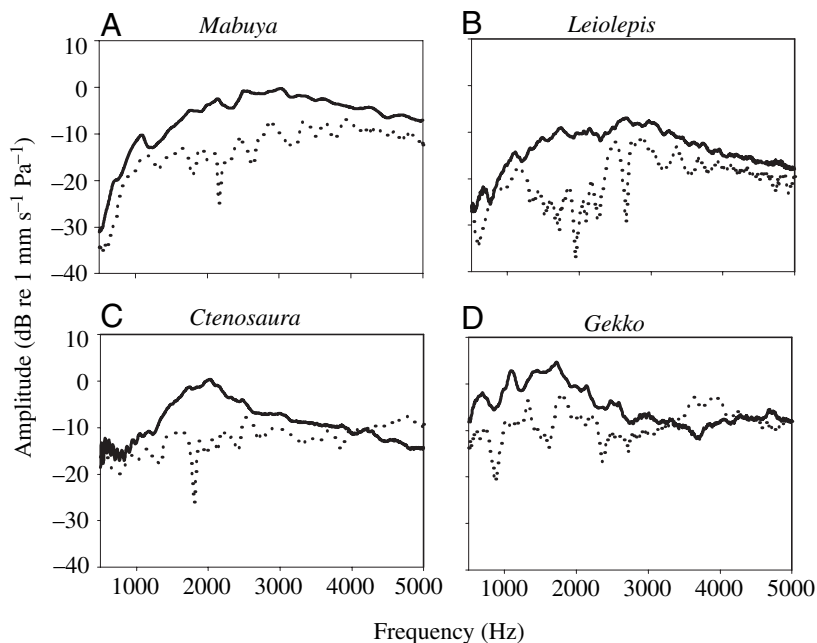 A
Mabuya
B
Leiolepis
10
0
−10
−20
−30
−40
C
Ctenosaura
D
Gekko
10
0
−10
−20
−30
−40
1000 2000 3000 4000 5000
1000 2000 3000 4000 5000
Amplitude (dB re 1 mm s−1 Pa−1)
Frequency (Hz)